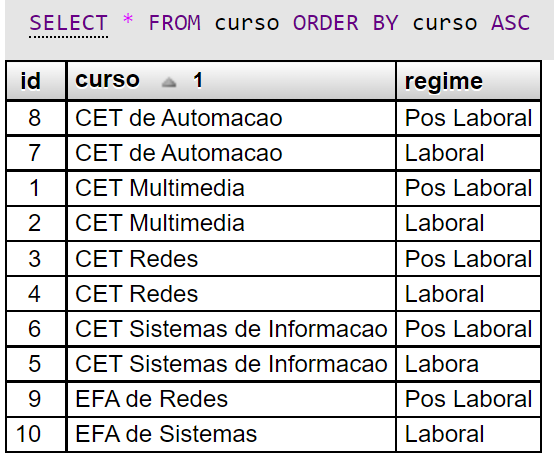 SELECT * FROM curso ORDER BY curso ASC
id curso 1 regime
8 CET de Automacao Pos Laboral
7 CET de Automacao Laboral
1 CET Multimedia Pos Laboral
2 CET Multimedia Laboral
3 CET Redes Pos Laboral
4 CET Redes Laboral
6 CET Sistemas de Informacao Pos Laboral
5 CET Sistemas de Informacao Labora
9 EFA de Redes Pos Laboral
10 EFA de Sistemas Laboral